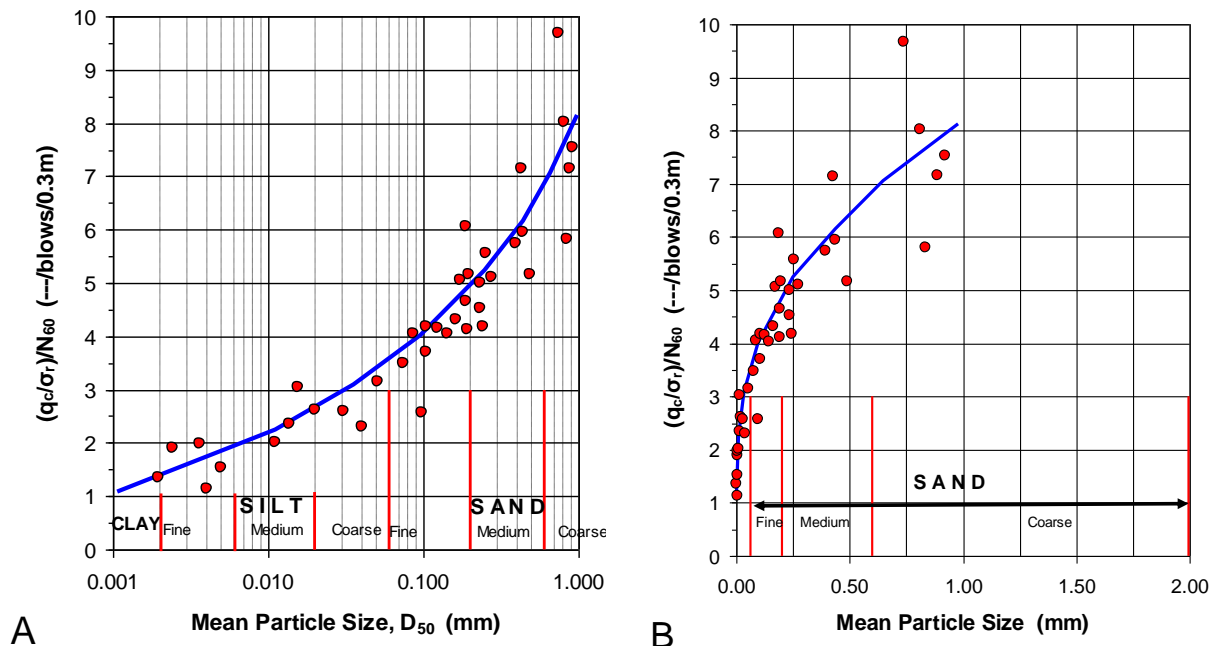 10
9
8
7
6
5
4
3
2
1
0
(qc/σr)/N60 (---/blows/0.3m)
CLAY
Fine
SILT
Medium
Coarse
Fine
SAND
Medium
Coarse
0.001 0.010 0.100 1.000
Mean Particle Size, D50 (mm)
A
10
9
8
7
6
5
4
3
2
1
0
(qc/σr)/N60 (---/blows/0.3m)
SAND
Fine
Medium
Coarse
0.00 0.50 1.00 1.50 2.00
Mean Particle Size (mm)
B